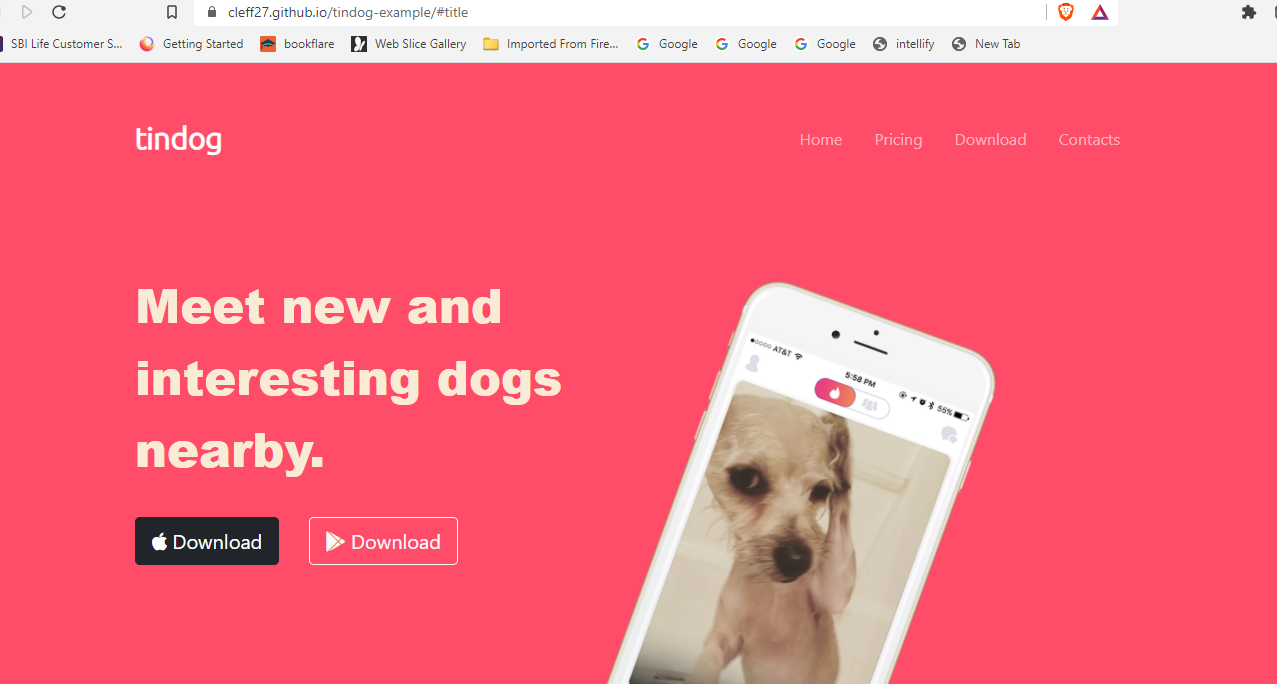 cleff27.github.io/tindog-example/#title
SBI Life Customer S... Getting Started bookflare Web Slice Gallery Imported From Fire... Google Google Google intellify New Tab
tindog
Home Pricing Download Contacts
Meet new and
interesting dogs
nearby.
Download Download
AT&T
5:58 PM
55%